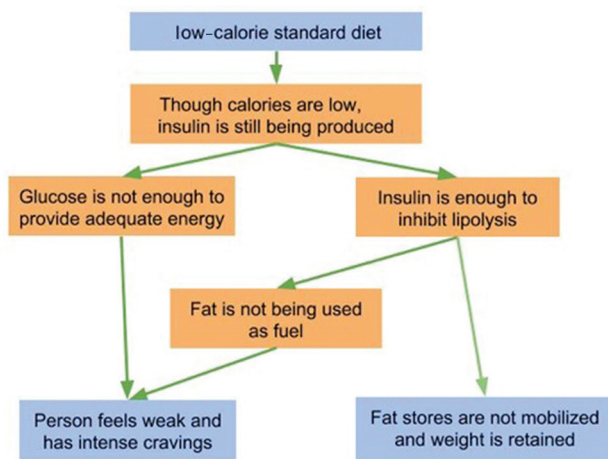 low-calorie standard diet
Though calories are low,
insulin is still being produced
Glucose is not enough to
provide adequate energy
Insulin is enough to
inhibit lipolysis
Fat is not being used
as fuel
Person feels weak and
has intense cravings
Fat stores are not mobilized
and weight is retained